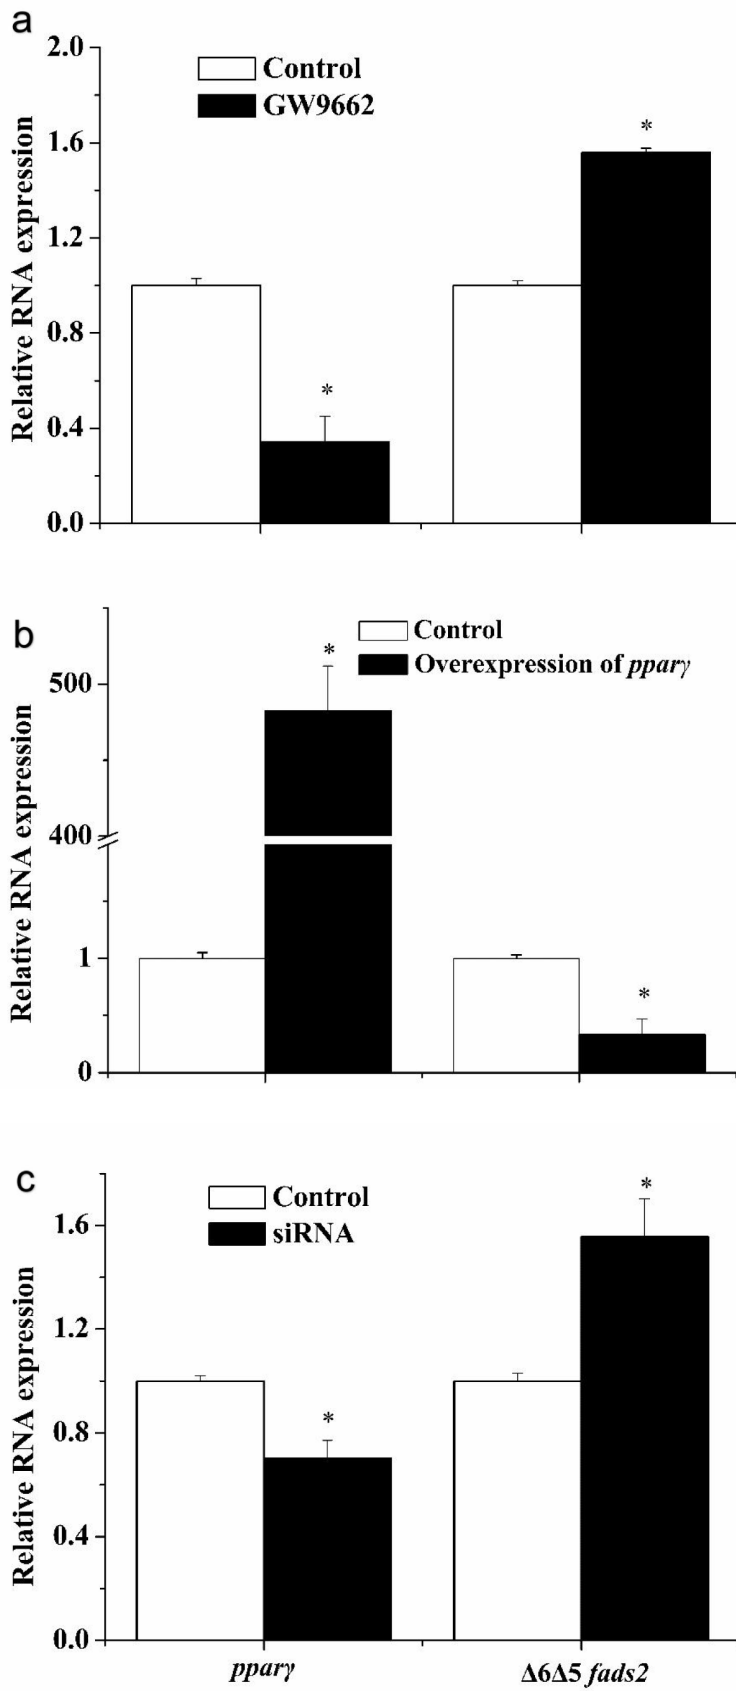 a
2.0
1.6
1.2
0.8
0.4
0.0
Relative RNA expression
Control
GW9662
*
*
b
500
400
1
0
Relative RNA expression
Control
Overexpression of pparγ
*
*
c
1.6
1.2
0.8
0.4
0.0
Relative RNA expression
Control
siRNA
*
*
pparγ
Δ6Δ5 fads2